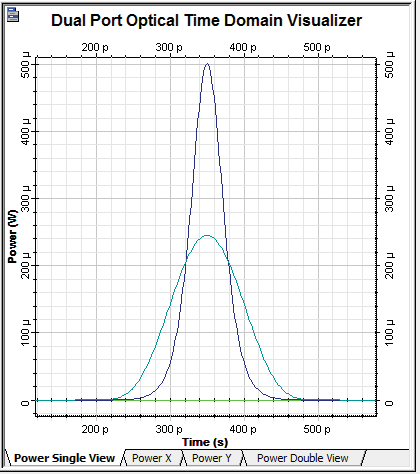 Dual Port Optical Time Domain Visualizer
200 p 300 p 400 p 500 p
500 µ 500 µ
400 µ 400 µ
300 µ 300 µ
200 µ 200 µ
100 µ 100 µ
0 0
Power (W)
200 p 300 p 400 p 500 p
Time (s)
Power Single View Power X Power Y Power Double View